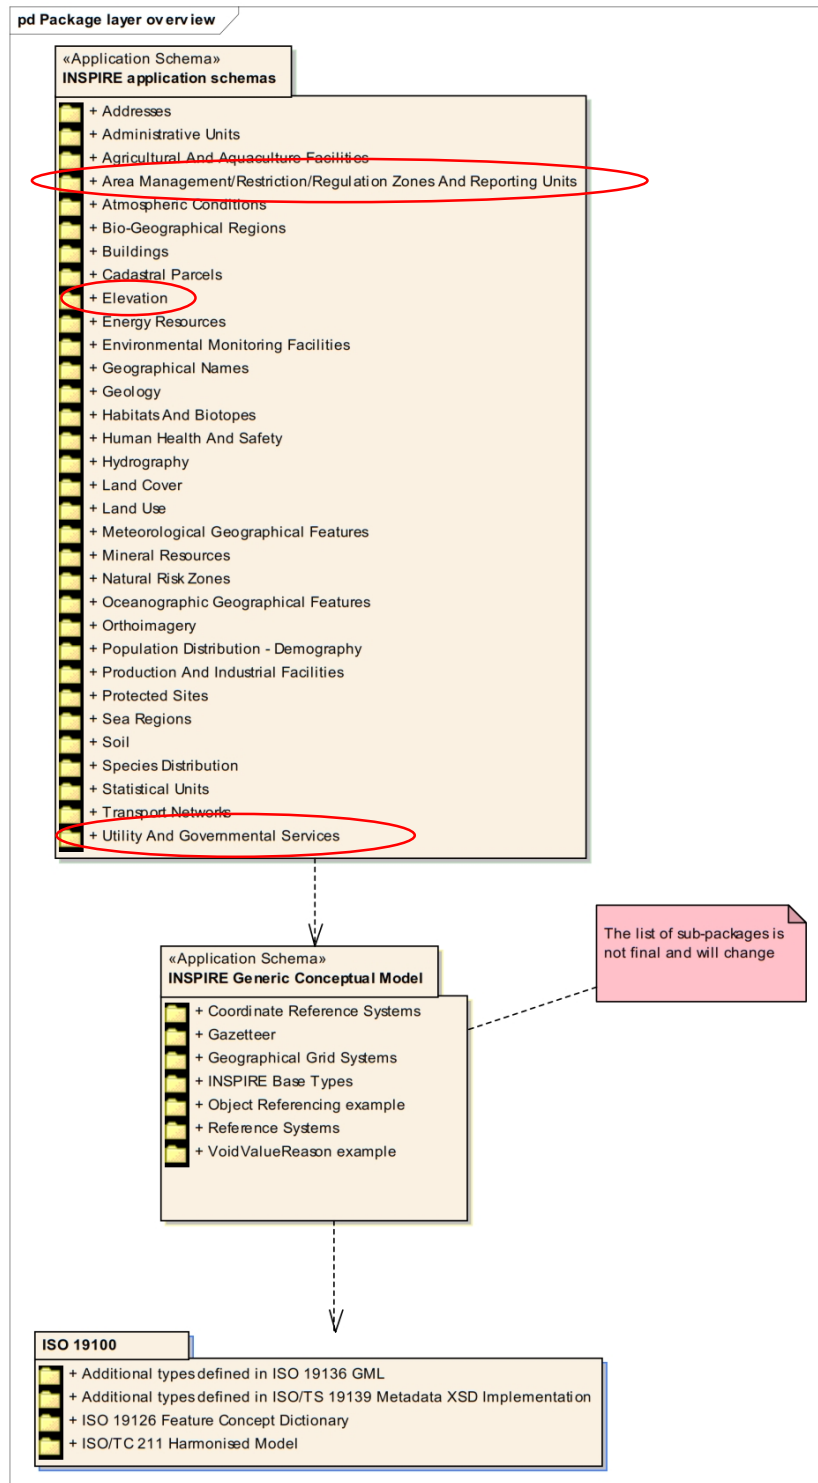 pd Package layer overview
«Application Schema»
INSPIRE application schemas
+ Addresses
+ Administrative Units
+ Agricultural And Aquaculture Facilities
+ Area Management/Restriction/Regulation Zones And Reporting Units
+ Atmospheric Conditions
+ Bio-Geographical Regions
+ Buildings
+ Cadastral Parcels
+ Elevation
+ Energy Resources
+ Environmental Monitoring Facilities
+ Geographical Names
+ Geology
+ Habitats And Biotopes
+ Human Health And Safety
+ Hydrography
+ Land Cover
+ Land Use
+ Meteorological Geographical Features
+ Mineral Resources
+ Natural Risk Zones
+ Oceanographic Geographical Features
+ Orthoimagery
+ Population Distribution - Demography
+ Production And Industrial Facilities
+ Protected Sites
+ Sea Regions
+ Soil
+ Species Distribution
+ Statistical Units
+ Transport Networks
+ Utility And Governmental Services
«Application Schema»
INSPIRE Generic Conceptual Model
+ Coordinate Reference Systems
+ Gazetteer
+ Geographical Grid Systems
+ INSPIRE Base Types
+ Object Referencing example
+ Reference Systems
+ VoidValueReason example
The list of sub-packages is
not final and will change
ISO 19100
+ Additional types defined in ISO 19136 GML
+ Additional types defined in ISO/TS 19139 Metadata XSD Implementation
+ ISO 19126 Feature Concept Dictionary
+ ISO/TC 211 Harmonised Model